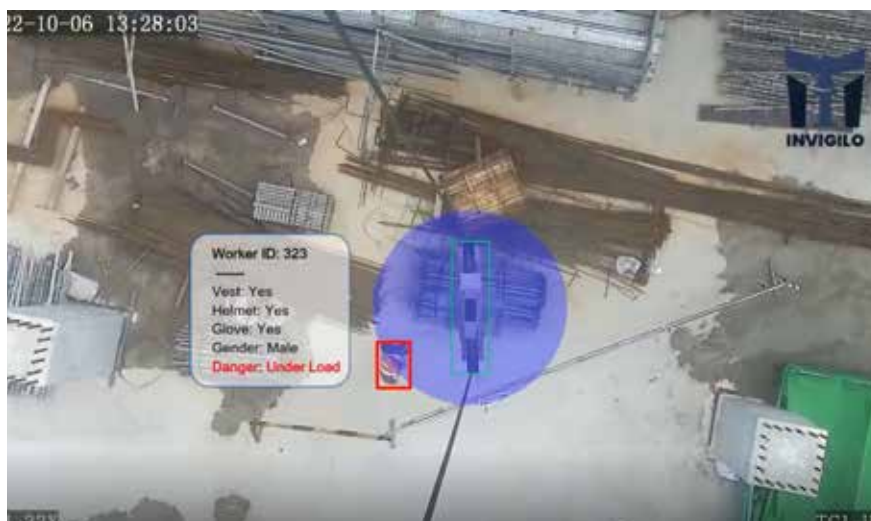 22-10-06 13:28:03
INVIGILO
Worker ID: 323
Vest: Yes
Helmet: Yes
Glove: Yes
Gender: Male
Danger: Under Load